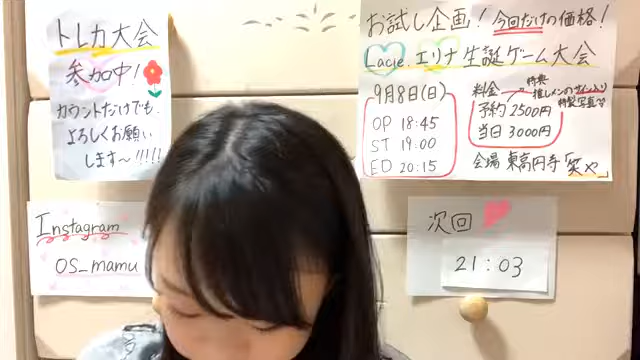 トレカ大会
参加中!
カウントだけでも、
よろしくお願い
します〜!!!!!
Instagram
OS_mamu
お試し企画!今回だけの価格!
Lacie.エリナ生誕ゲーム大会
9月8日(日)
OP 18:45
ST 19:00
ED 20:15
料金
特典
推しメンのサイン入り
特製写真
予約 2500円
当日 3000円
会場 東高円寺「笑や」
次回
21:03